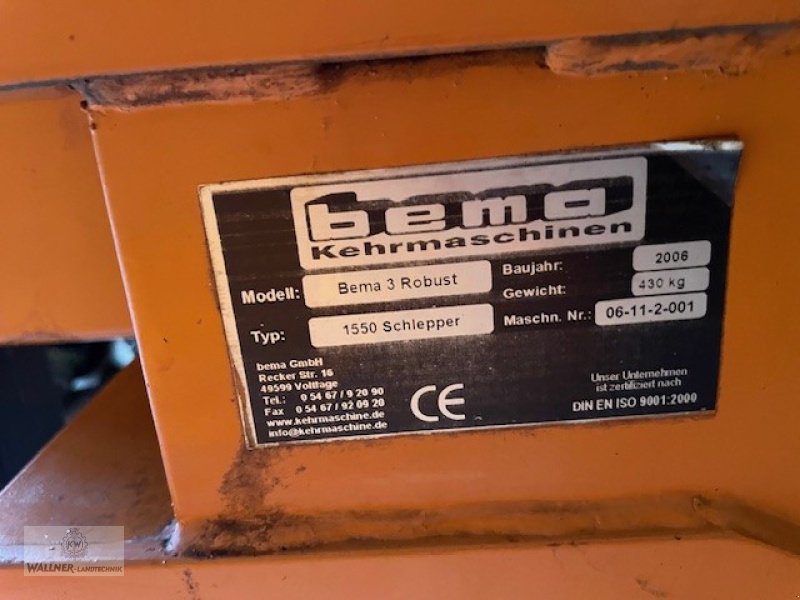 bema
Kehrmaschinen
Modell: Bema 3 Robust
Typ: 1550 Schlepper
Baujahr: 2006
Gewicht: 430 kg
Maschn. Nr.: 06-11-2-001
bema GmbH
Recker Str. 16
49599 Voltlage
Tel.: 0 54 67 / 9 20 90
Fax 0 54 67 / 92 09 20
www.kehrmaschine.de
info@kehrmaschine.de
CE
Unser Unternehmen
ist zertifiziert nach
DIN EN ISO 9001:2000
KW
WALLNER-LANDTECHNIK